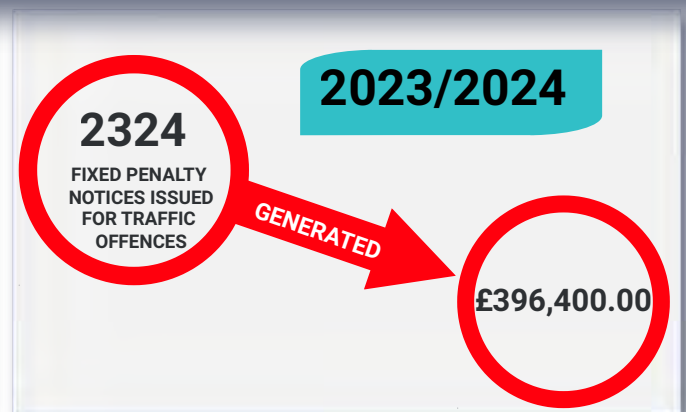 2023/2024
2324
FIXED PENALTY
NOTICES ISSUED
FOR TRAFFIC
OFFENCES
GENERATED
£396,400.00